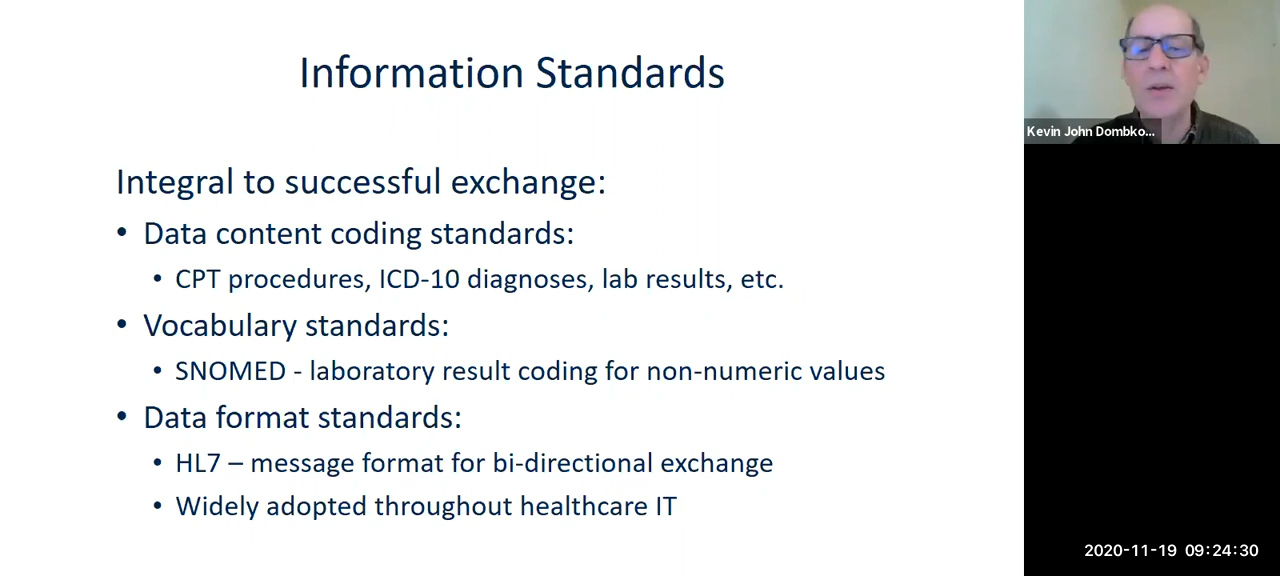 Information Standards
Integral to successful exchange:
• Data content coding standards:
• CPT procedures, ICD-10 diagnoses, lab results, etc.
• Vocabulary standards:
• SNOMED - laboratory result coding for non-numeric values
• Data format standards:
• HL7 – message format for bi-directional exchange
• Widely adopted throughout healthcare IT
Kevin John Dombko...
2020-11-19 09:24:30